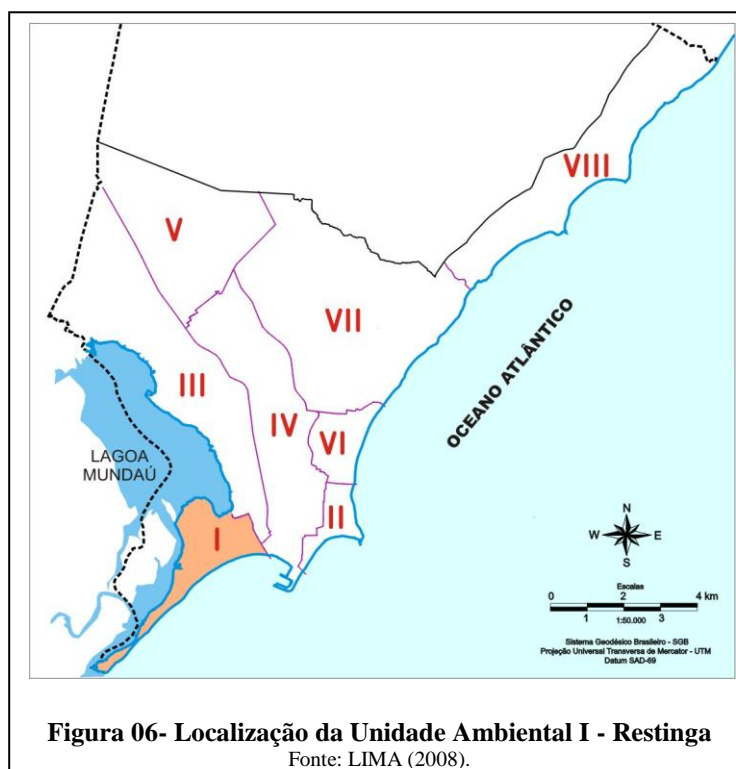 VIII
V
VII
III
IV
VI
II
I
LAGOA
MUNDAÚ
OCEANO ATLÂNTICO
N
W E
S
Escalas
0 2 4 km
1 1:50.000 3
Sistema Geodésico Brasileiro - SGB
Projeção Universal Transversa de Mercator - UTM
Datum SAD-69
Figura 06- Localização da Unidade Ambiental I - Restinga
Fonte: LIMA (2008).